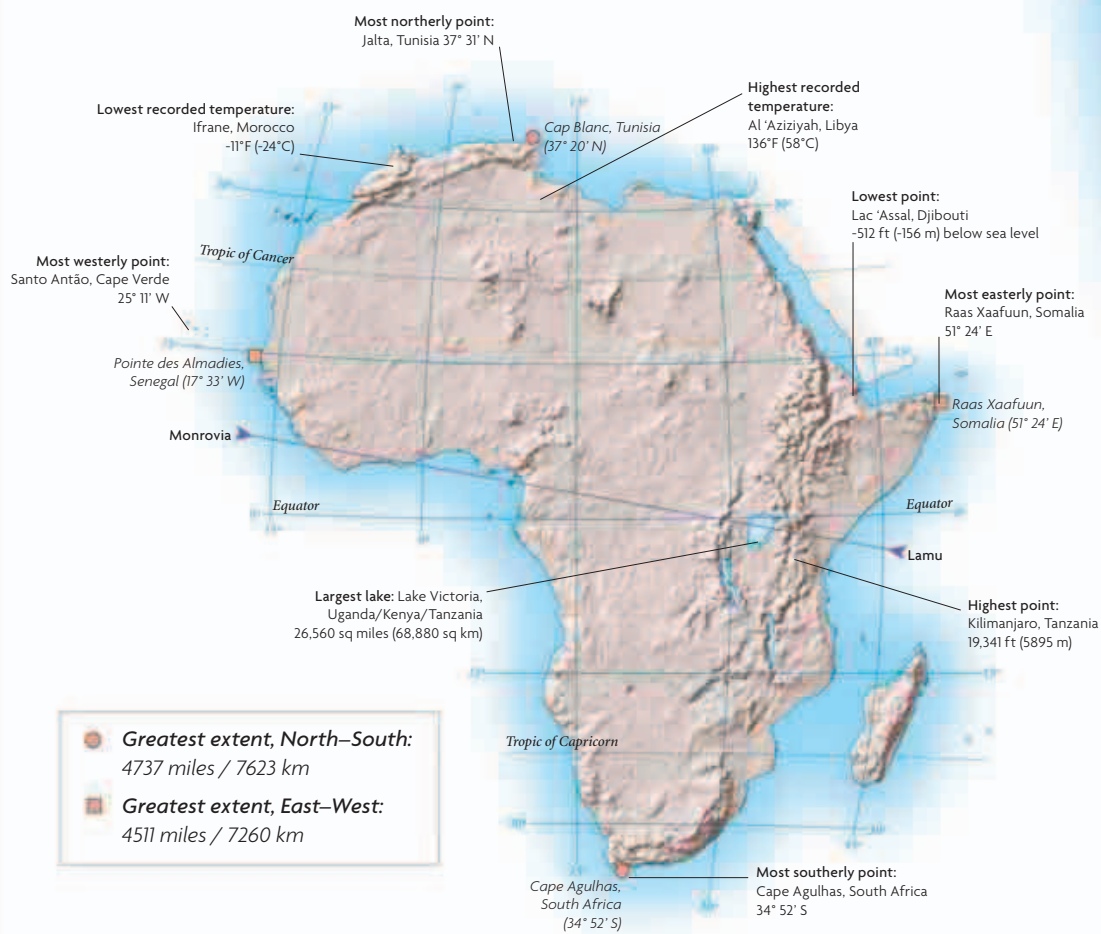 Most northerly point:
Jalta, Tunisia 37° 31’ N
Lowest recorded temperature:
Ifrane, Morocco
-11°F (-24°C)
Cap Blanc, Tunisia
(37° 20’ N)
Highest recorded
temperature:
Al ‘Aziziyah, Libya
136°F (58°C)
Lowest point:
Lac ‘Assal, Djibouti
-512 ft (-156 m) below sea level
Tropic of Cancer
Most westerly point:
Santo Antão, Cape Verde
25° 11’ W
Most easterly point:
Raas Xaafuun, Somalia
51° 24’ E
Pointe des Almadies,
Senegal (17° 33’ W)
Raas Xaafuun,
Somalia (51° 24’ E)
Monrovia
Equator
Equator
Lamu
Largest lake: Lake Victoria,
Uganda/Kenya/Tanzania
26,560 sq miles (68,880 sq km)
Highest point:
Kilimanjaro, Tanzania
19,341 ft (5895 m)
Greatest extent, North–South:
4737 miles / 7623 km
Greatest extent, East–West:
4511 miles / 7260 km
Tropic of Capricorn
Cape Agulhas,
South Africa
(34° 52’ S)
Most southerly point:
Cape Agulhas, South Africa
34° 52’ S